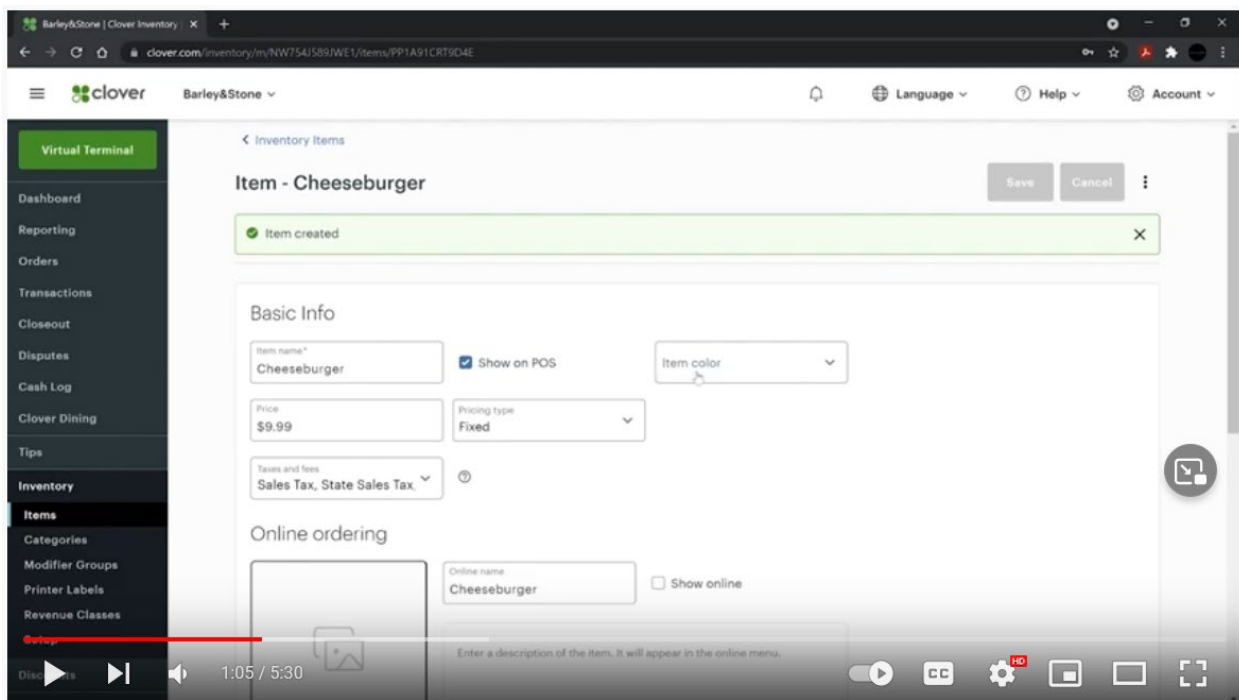 Barley&Stone | Clover Inventory
clover.com/inventory/m/NW754J589JWE1/items/PP1A91CRT9D4E
clover
Barley&Stone
Language
Help
Account
Virtual Terminal
Dashboard
Reporting
Orders
Transactions
Closeout
Disputes
Cash Log
Clover Dining
Tips
Inventory
Items
Categories
Modifier Groups
Printer Labels
Revenue Classes
Setup
Discounts
Inventory Items
Item - Cheeseburger
Save
Cancel
Item created
Basic Info
Item name*
Cheeseburger
Show on POS
Item color
Price
$9.99
Pricing type
Fixed
Taxes and fees
Sales Tax, State Sales Tax,
Online ordering
Online name
Cheeseburger
Show online
Enter a description of the item. It will appear in the online menu.
1:05 / 5:30
CC
HD